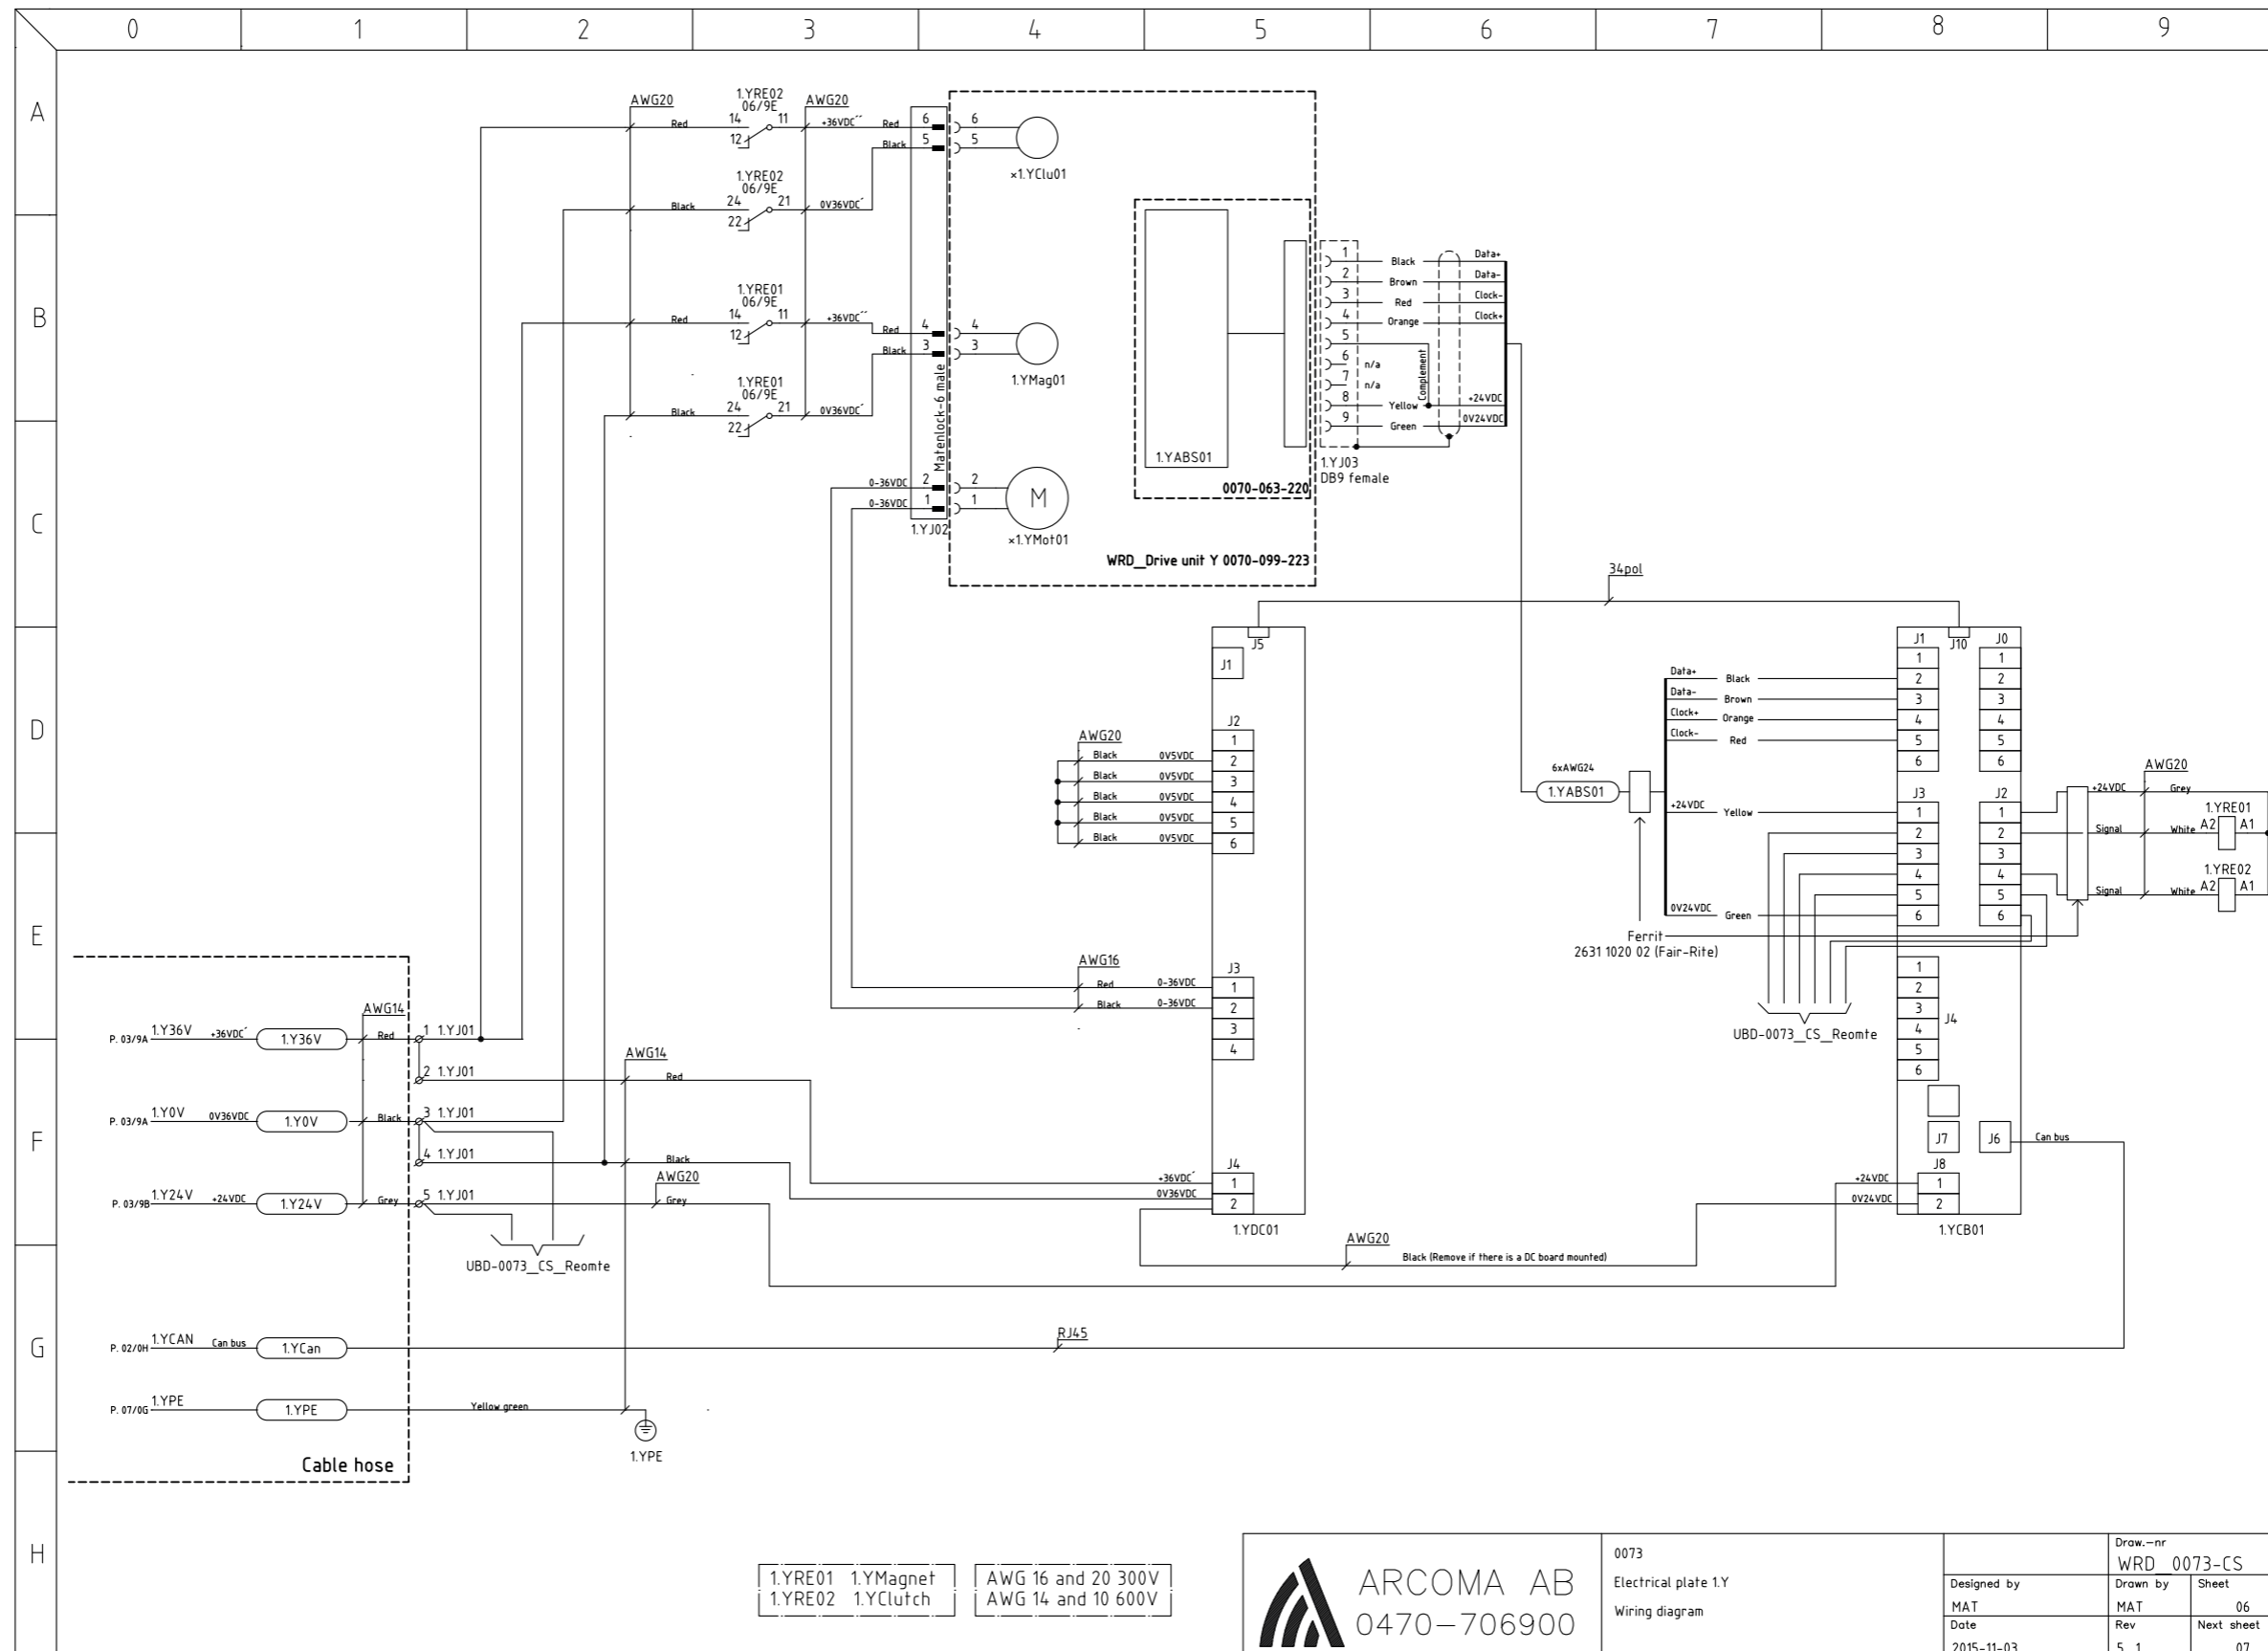 0 1 2 3 4 5 6 7 8 9
A
B
C
D
E
F
G
H
AWG20
1.YRE02
06/9E
AWG20
Red
14
11
12
+36VDC´´
Red
6
6
5
5
Black
×1.YClu01
1.YRE02
06/9E
Black
24
21
22
0V36VDC´
1.YRE01
06/9E
Red
14
11
12
+36VDC´´
Red
4
4
3
3
Black
1.YMag01
1.YRE01
06/9E
Black
24
21
22
0V36VDC´
Matenlock-6 male
0-36VDC
2
2
0-36VDC
1
1
M
1.YJ02
×1.YMot01
1.YABS01
0070-063-220
WRD_Drive unit Y 0070-099-223
1 Black Data+
2 Brown Data-
3 Red Clock-
4 Orange Clock+
5
6 n/a
7 n/a
Complement
8 Yellow +24VDC
9 Green 0V24VDC
1.YJ03
DB9 female
34pol
J5
J1
J2
AWG20
1
Black 0V5VDC 2
Black 0V5VDC 3
Black 0V5VDC 4
Black 0V5VDC 5
Black 0V5VDC 6
AWG16
J3
Red 0-36VDC 1
Black 0-36VDC 2
3
4
J4
+36VDC´ 1
0V36VDC 2
1.YDC01
6xAWG24
1.YABS01
Data+ Black
Data- Brown
Clock+ Orange
Clock- Red
+24VDC Yellow
0V24VDC Green
Ferrit
2631 1020 02 (Fair-Rite)
UBD-0073_CS_Reomte
J1 J10 J0
1 1
2 2
3 3
4 4
5 5
6 6
J3 J2
1 1
2 2
3 3
4 4
5 5
6 6
1
2
3
4
5
6
J4
J7
J6
Can bus
J8
+24VDC 1
0V24VDC 2
1.YCB01
AWG20
+24VDC Grey
1.YRE01
Signal White A2 A1
1.YRE02
Signal White A2 A1
AWG14
P. 03/9A 1.Y36V +36VDC´ 1.Y36V Red 1 1.YJ01
2 1.YJ01
AWG14
Red
P. 03/9A 1.Y0V 0V36VDC 1.Y0V Black 3 1.YJ01
4 1.YJ01
Black
AWG20
P. 03/9B 1.Y24V +24VDC 1.Y24V Grey 5 1.YJ01
Grey
UBD-0073_CS_Reomte
AWG20
Black (Remove if there is a DC board mounted)
P. 02/0H 1.YCAN Can bus 1.YCan
RJ45
P. 07/0G 1.YPE 1.YPE Yellow green
1.YPE
Cable hose
1.YRE01 1.YMagnet
1.YRE02 1.YClutch
AWG 16 and 20 300V
AWG 14 and 10 600V
ARCOMA AB
0470-706900
0073
Electrical plate 1.Y
Wiring diagram
Draw.-nr
WRD_0073-CS
Designed by Drawn by Sheet
MAT MAT 06
Date Rev Next sheet
2015-11-03 5_1 07